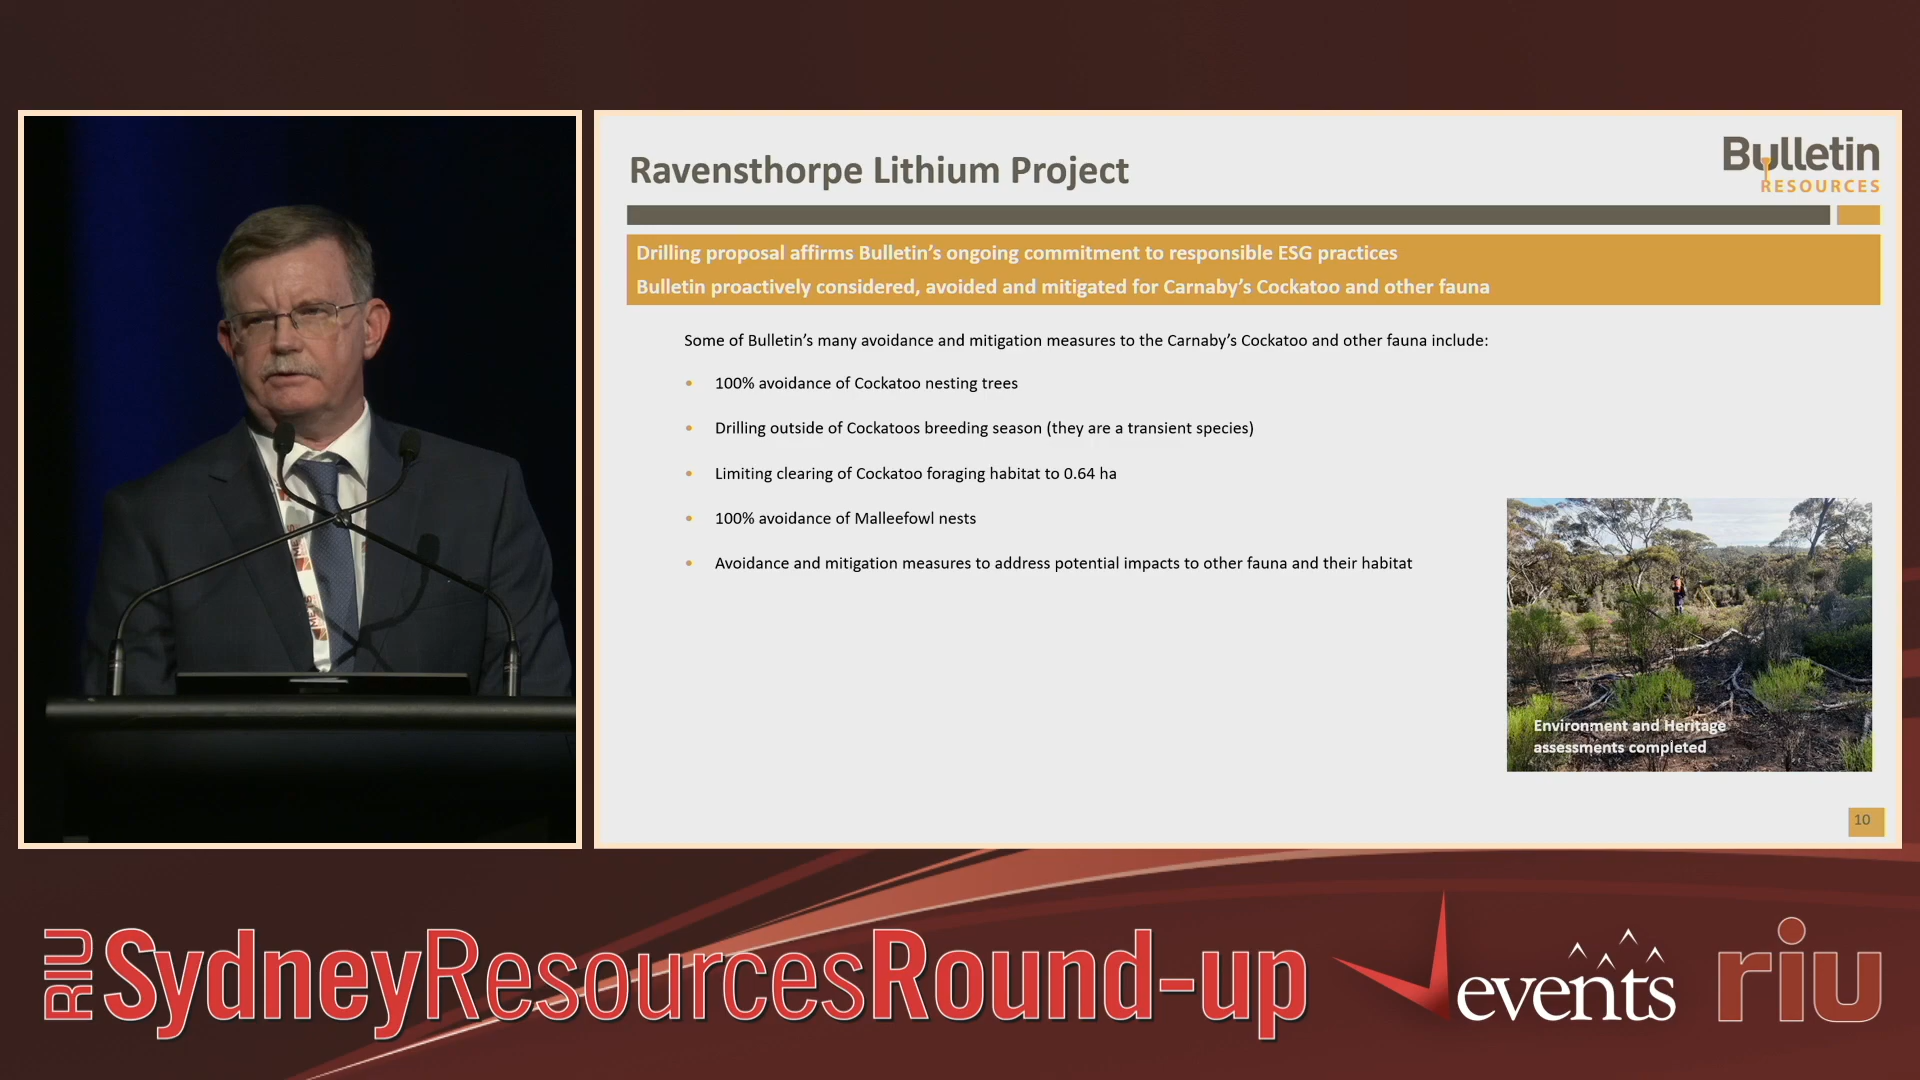 Ravensthorpe Lithium Project
Bulletin
RESOURCES
Drilling proposal affirms Bulletin’s ongoing commitment to responsible ESG practices
Bulletin proactively considered, avoided and mitigated for Carnaby’s Cockatoo and other fauna
Some of Bulletin’s many avoidance and mitigation measures to the Carnaby’s Cockatoo and other fauna include:
• 100% avoidance of Cockatoo nesting trees
• Drilling outside of Cockatoos breeding season (they are a transient species)
• Limiting clearing of Cockatoo foraging habitat to 0.64 ha
• 100% avoidance of Malleefowl nests
• Avoidance and mitigation measures to address potential impacts to other fauna and their habitat
Environment and Heritage
assessments completed
10
RIU SydneyResourcesRound-up
events
riu